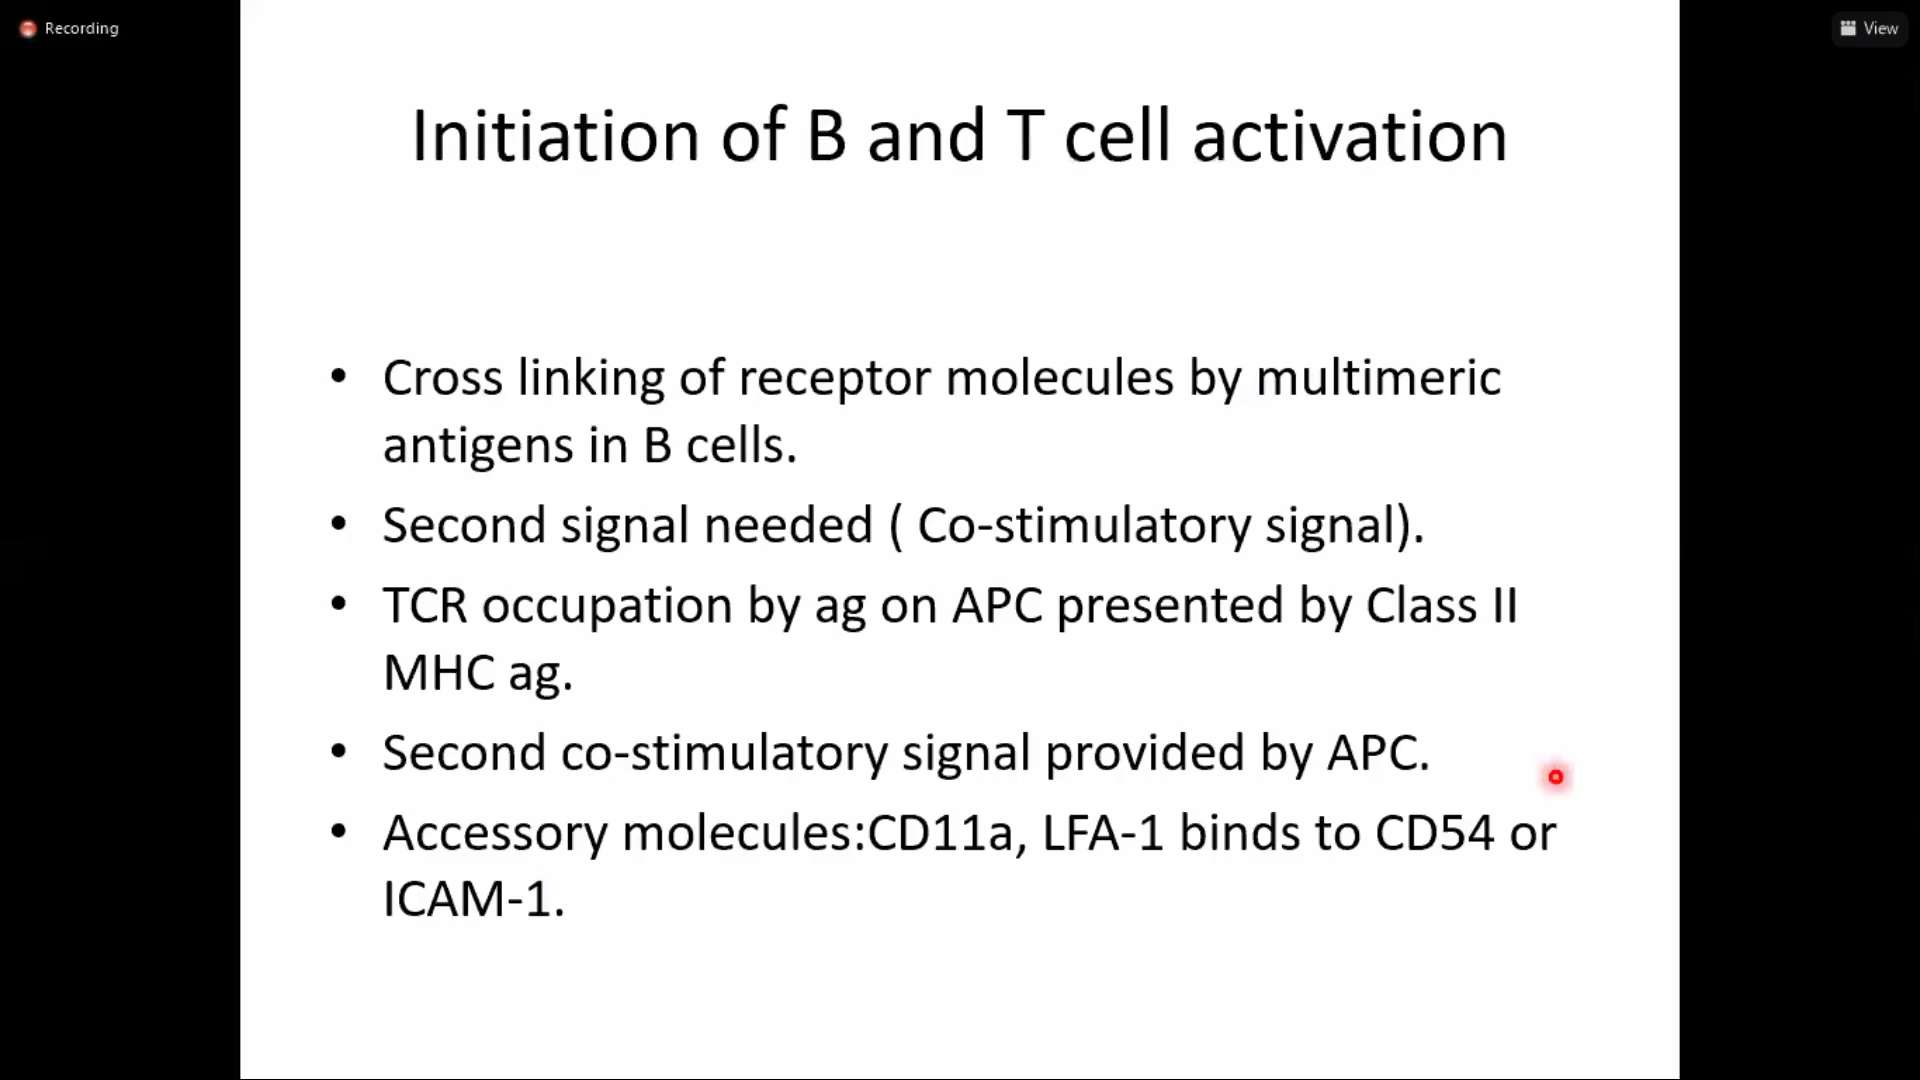 Recording
View
Initiation of B and T cell activation
• Cross linking of receptor molecules by multimeric
antigens in B cells.
• Second signal needed ( Co-stimulatory signal).
• TCR occupation by ag on APC presented by Class II
MHC ag.
• Second co-stimulatory signal provided by APC.
• Accessory molecules:CD11a, LFA-1 binds to CD54 or
ICAM-1.